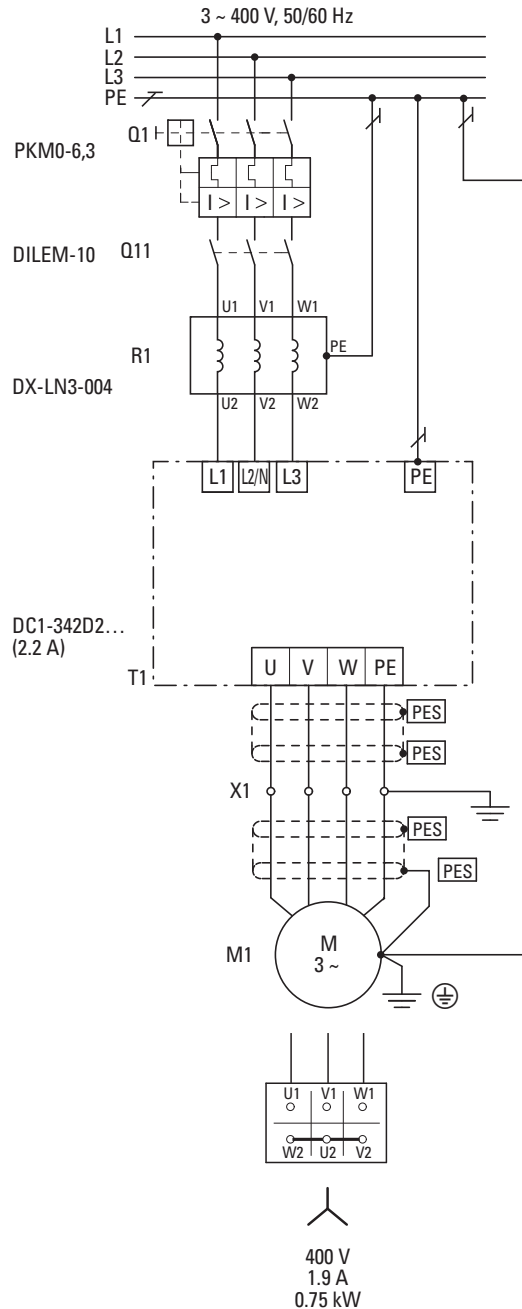 3 ~ 400 V, 50/60 Hz
L1
L2
L3
PE
Q1
PKM0-6,3
I > I > I >
DILEM-10 Q11
U1 V1 W1
R1 PE
DX-LN3-004
U2 V2 W2
L1 L2/N L3 PE
DC1-342D2…
(2.2 A)
T1
U V W PE
PES
PES
X1
PES
PES
M1
M
3 ~
U1 V1 W1
W2 U2 V2
400 V
1.9 A
0.75 kW